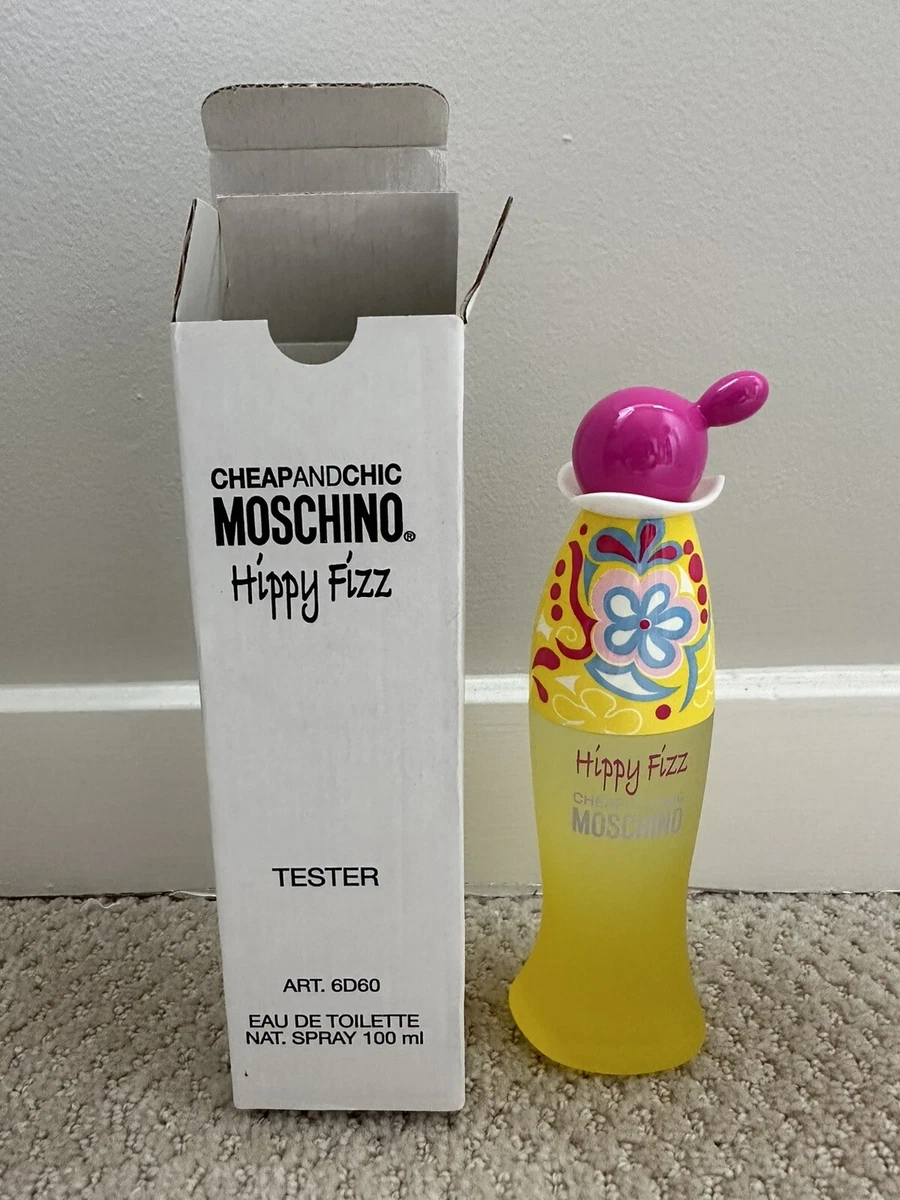 CHEAPANDCHIC
MOSCHINO®
Hippy Fizz
TESTER
ART. 6D60
EAU DE TOILETTE
NAT. SPRAY 100 ml
Hippy Fizz
CHEAPANDCHIC
MOSCHINO